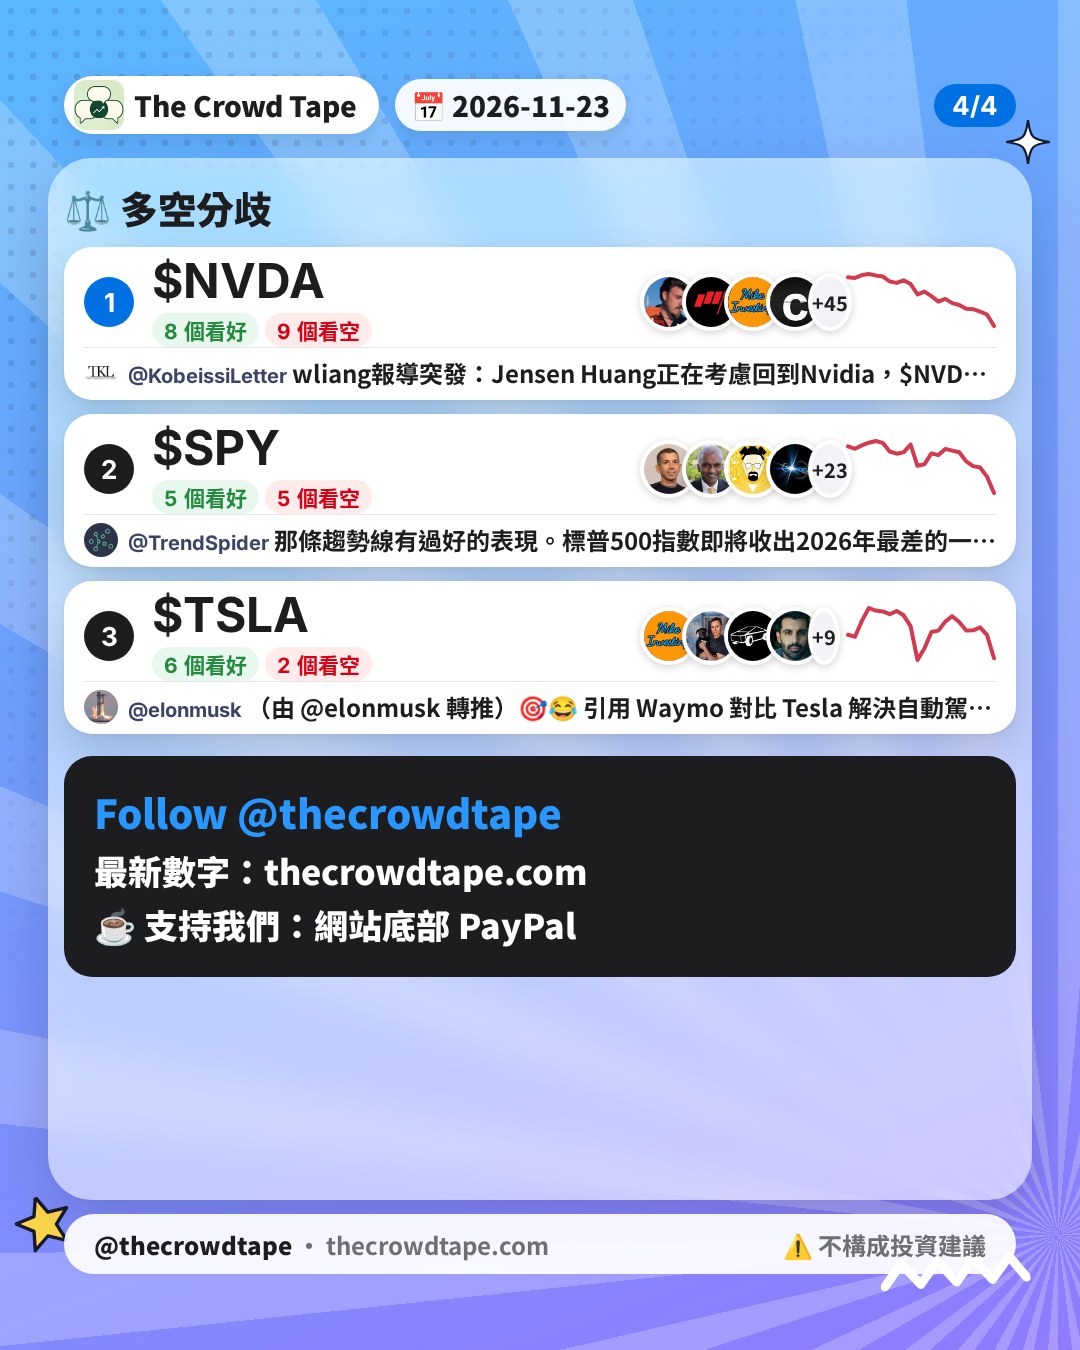 The Crowd Tape
2026-11-23
4/4
多空分歧
1
$NVDA
8 個看好 9 個看空
+45
TKL
@KobeissiLetter wliang報導突發：Jensen Huang正在考慮回到Nvidia，$NVD…
2
$SPY
5 個看好 5 個看空
+23
@TrendSpider 那條趨勢線有過好的表現。標普500指數即將收出2026年最差的一…
3
$TSLA
6 個看好 2 個看空
Mike Investing
+9
@elonmusk （由 @elonmusk 轉推）🎯😂 引用 Waymo 對比 Tesla 解決自動駕…
Follow @thecrowdtape
最新數字：thecrowdtape.com
☕ 支持我們：網站底部 PayPal
@thecrowdtape · thecrowdtape.com
⚠️ 不構成投資建議